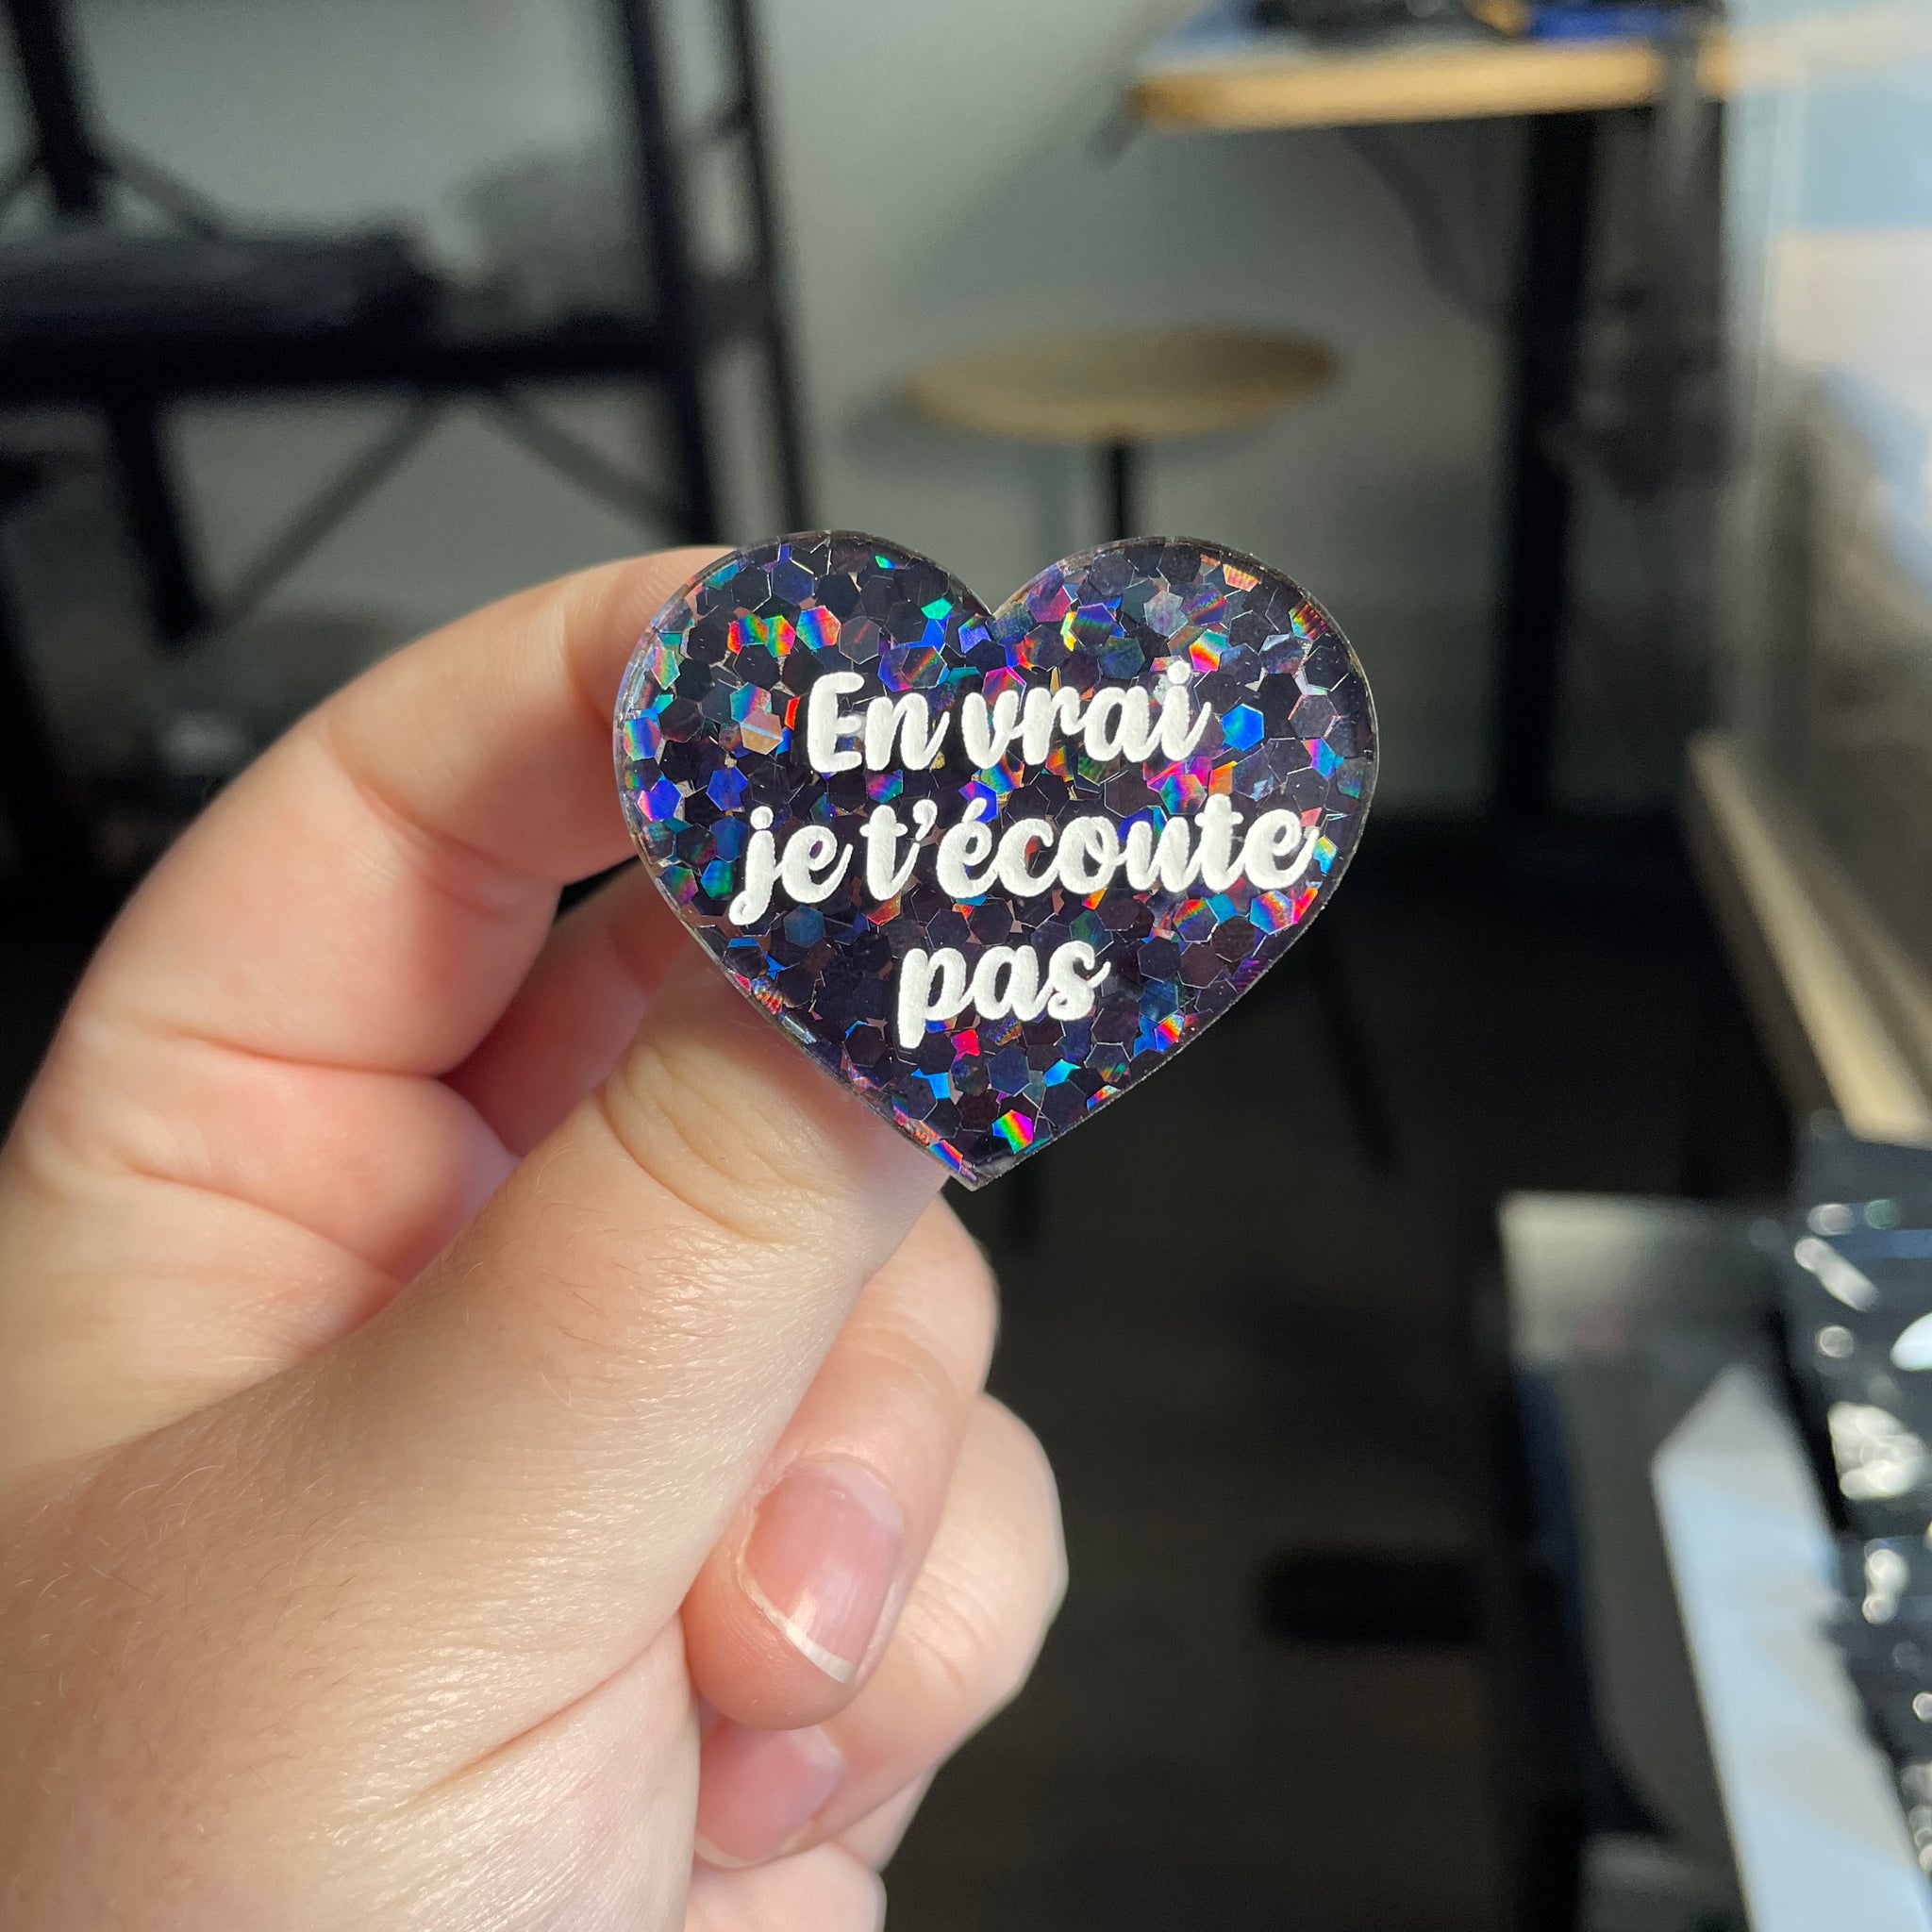 En vrai
je t'écoute
pas